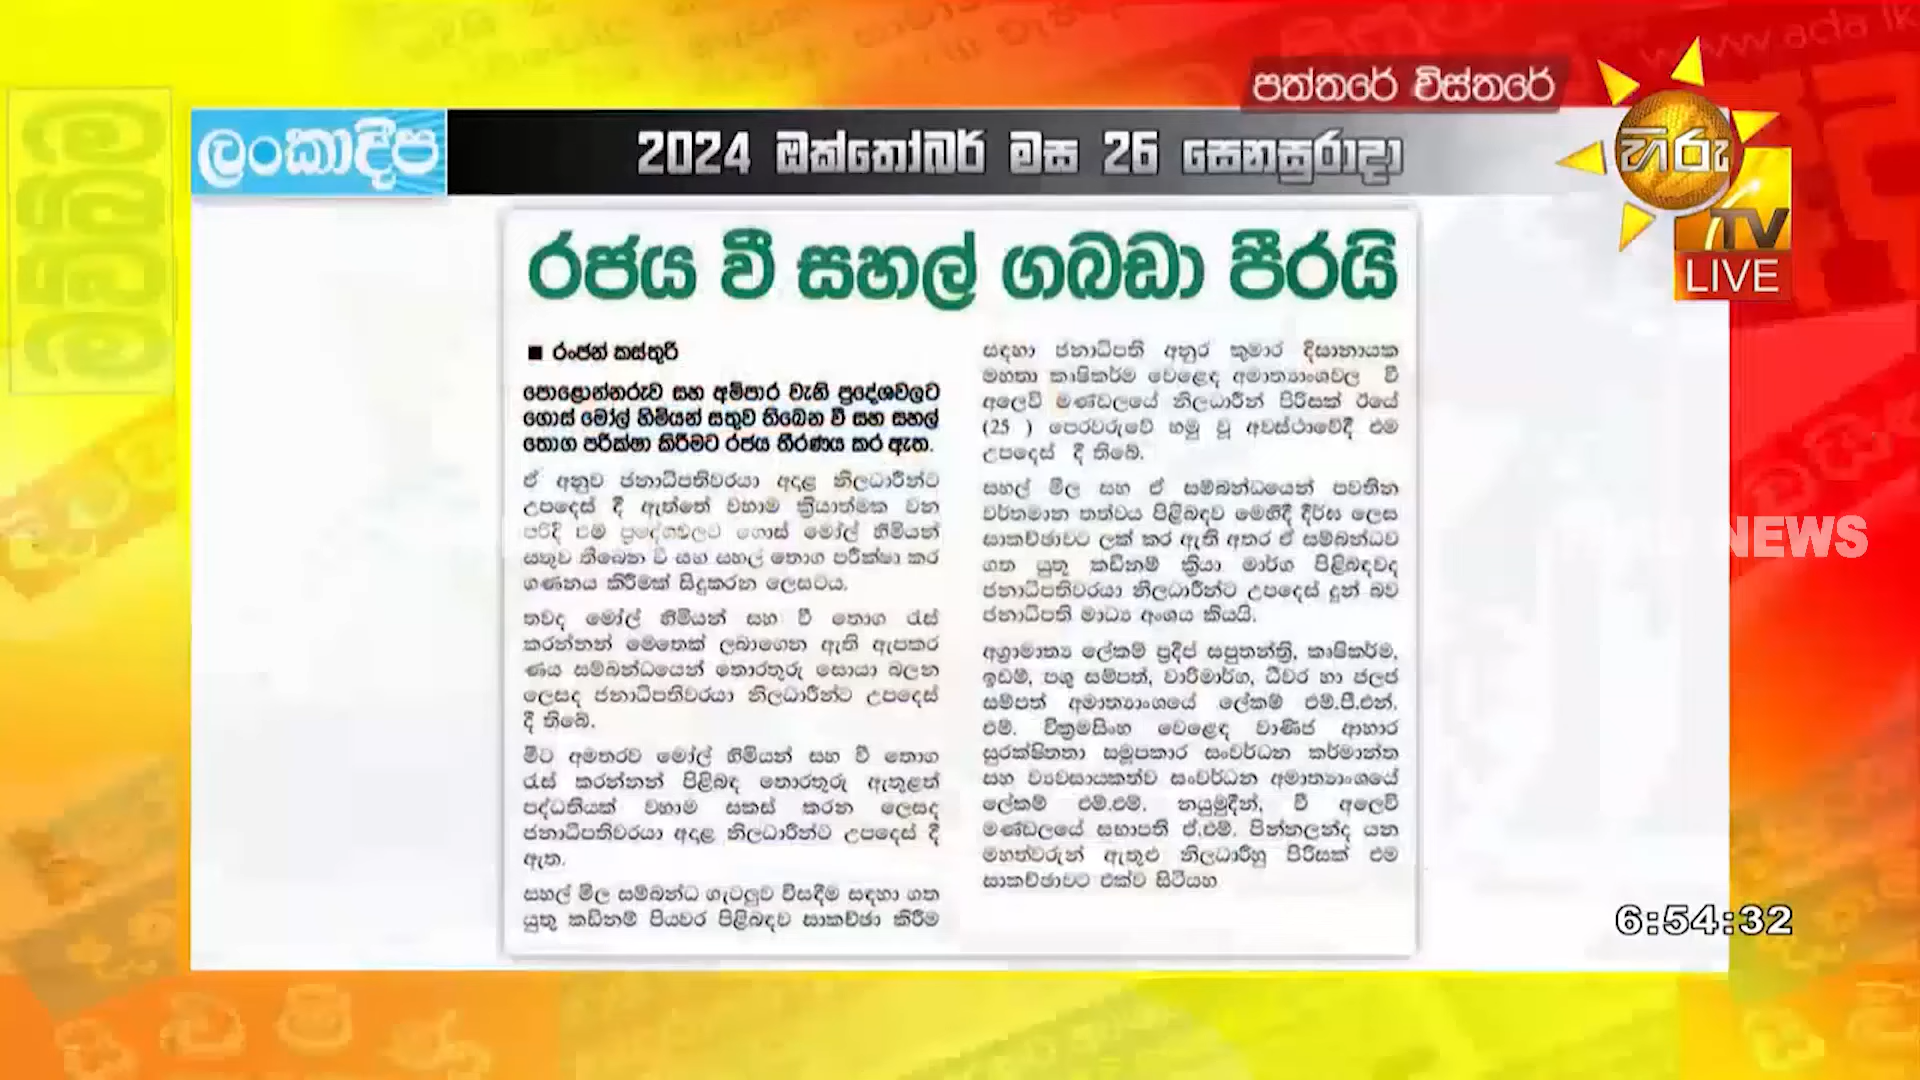 පත්තරේ විස්තරේ
හිරු
TV
LIVE
ලංකාදීප
2024 ඔක්තෝබර් මස 26 සෙනසුරාදා
රජය වී සහල් ගබඩා පීරයි
■ රංජන් කස්තුරි
පොළොන්නරුව සහ අම්පාර වැනි ප්‍රදේශවලට
ගොස් මෝල් හිමියන් සතුව තිබෙන වී සහ සහල්
තොග පරීක්ෂා කිරීමට රජය තීරණය කර ඇත.
ඒ අනුව ජනාධිපතිවරයා අදාළ නිලධාරීන්ට
උපදෙස් දී ඇත්තේ වහාම ක්‍රියාත්මක වන
පරිදි එම ප්‍රදේශවලට ගොස් මෝල් හිමියන්
සතුව තිබෙන වී සහ සහල් තොග පරීක්ෂා කර
ගණනය කිරීමක් සිදුකරන ලෙසටය.
තවද මෝල් හිමියන් සහ වී තොග රැස්
කරන්නන් මෙතෙක් ලබාගෙන ඇති ඇපකර
ණය සම්බන්ධයෙන් තොරතුරු සොයා බලන
ලෙසද ජනාධිපතිවරයා නිලධාරීන්ට උපදෙස්
දී තිබේ.
මීට අමතරව මෝල් හිමියන් සහ වී තොග
රැස් කරන්නන් පිළිබඳ තොරතුරු ඇතුළත්
පද්ධතියක් වහාම සකස් කරන ලෙසද
ජනාධිපතිවරයා අදාළ නිලධාරීන්ට උපදෙස් දී
ඇත.
සහල් මිල සම්බන්ධ ගැටලුව විසඳීම සඳහා ගත
යුතු කඩිනම් පියවර පිළිබඳව සාකච්ඡා කිරීම
සඳහා ජනාධිපති අනුර කුමාර දිසානායක
මහතා කෘෂිකර්ම වෙළෙඳ අමාත්‍යාංශවල වී
අලෙවි මණ්ඩලයේ නිලධාරීන් පිරිසක් ඊයේ
(25 ) පෙරවරුවේ හමු වූ අවස්ථාවේදී එම
උපදෙස් දී තිබේ.
සහල් මිල සහ ඒ සම්බන්ධයෙන් පවතින
වර්තමාන තත්වය පිළිබඳව මෙහිදී දීර්ඝ ලෙස
සාකච්ඡාවට ලක් කර ඇති අතර ඒ සම්බන්ධව
ගත යුතු කඩිනම් ක්‍රියා මාර්ග පිළිබඳවද
ජනාධිපතිවරයා නිලධාරීන්ට උපදෙස් දුන් බව
ජනාධිපති මාධ්‍ය අංශය කියයි.
අග්‍රාමාත්‍ය ලේකම් ප්‍රදීප් සපුතන්ත්‍රී, කෘෂිකර්ම,
ඉඩම්, පශු සම්පත්, වාරිමාර්ග, ධීවර හා ජලජ
සම්පත් අමාත්‍යාංශයේ ලේකම් එම්.පී.එන්.
එම්. වික්‍රමසිංහ වෙළෙඳ වාණිජ ආහාර
සුරක්ෂිතතා සමූපකාර සංවර්ධන කර්මාන්ත
සහ ව්‍යවසායකත්ව සංවර්ධන අමාත්‍යාංශයේ
ලේකම් එම්.එම්. නයුමුදීන්, වී අලෙවි
මණ්ඩලයේ සභාපති ඒ.එම්. පින්නලන්ද යන
මහත්වරුන් ඇතුළු නිලධාරීහු පිරිසක් එම
සාකච්ඡාවට එක්ව සිටියහ
NEWS
6:54:32